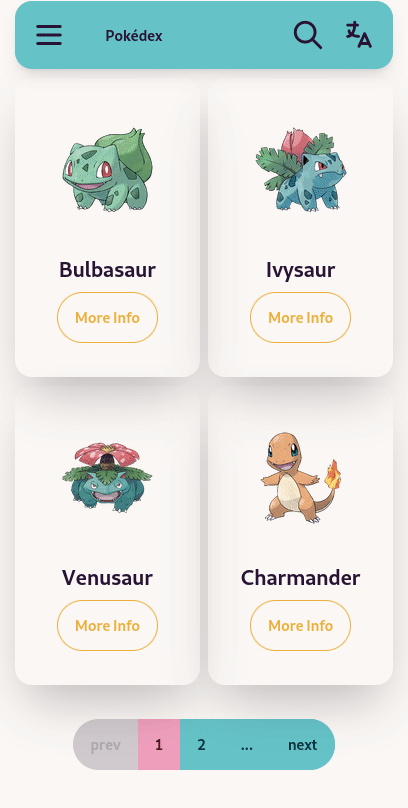 Pokédex
Bulbasaur
Ivysaur
More Info
More Info
Venusaur
Charmander
More Info
More Info
prev 1 2 ... next